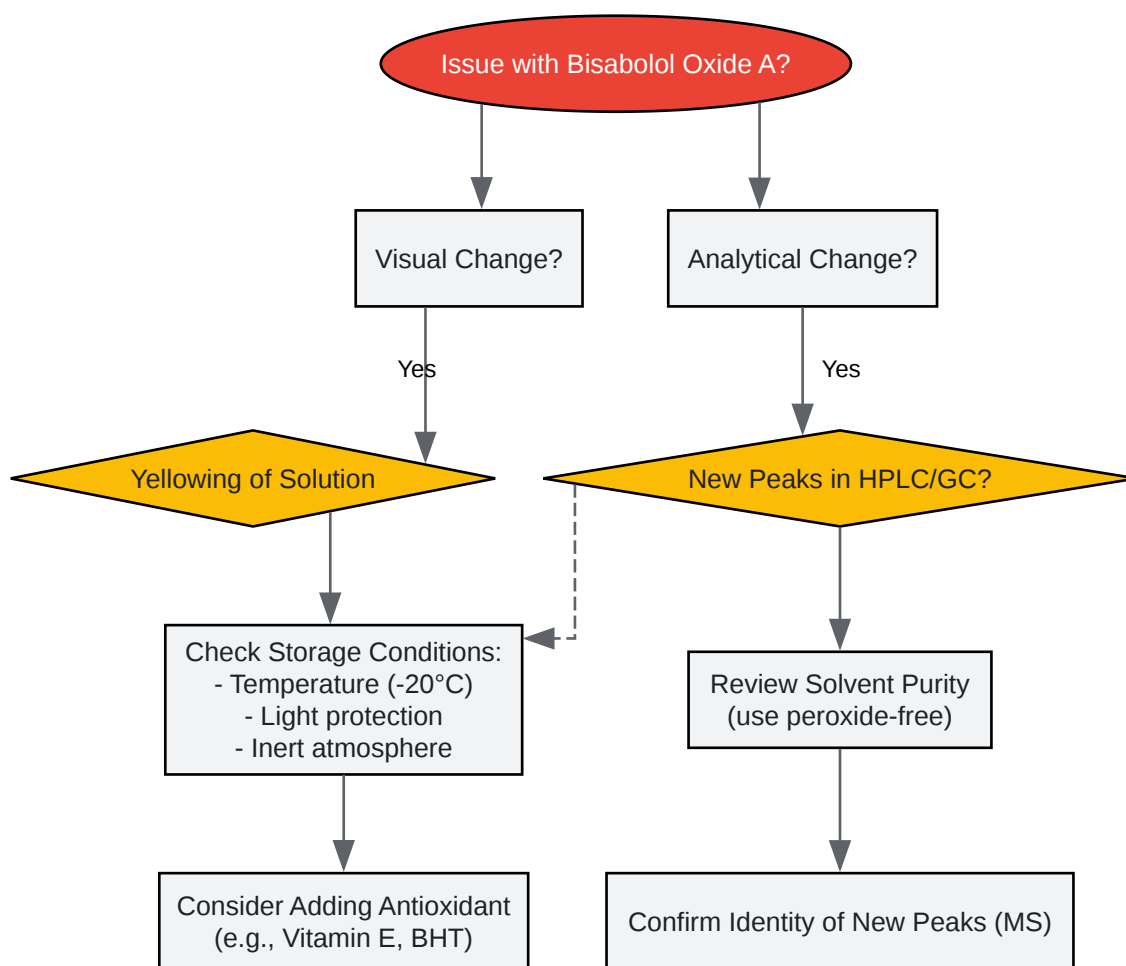 Issue with Bisabolol Oxide A?
Visual Change?
Analytical Change?
Yes
Yes
Yellowing of Solution
New Peaks in HPLC/GC?
Check Storage Conditions:
- Temperature (-20°C)
- Light protection
- Inert atmosphere
Review Solvent Purity
(use peroxide-free)
Consider Adding Antioxidant
(e.g., Vitamin E, BHT)
Confirm Identity of New Peaks (MS)